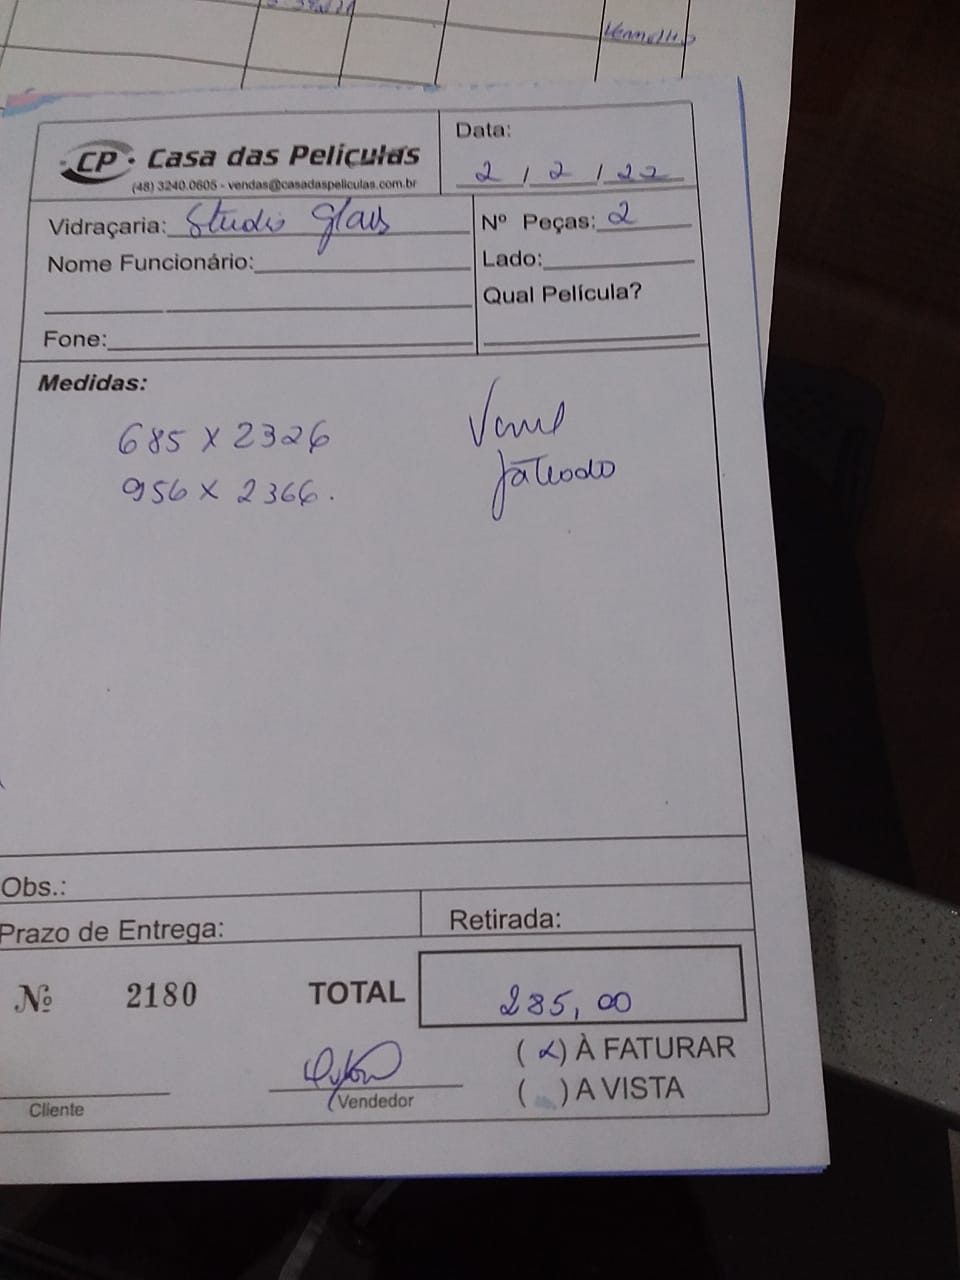 CP · Casa das Películas
(48) 3240.0605 - vendas@casadaspeliculas.com.br
Data:
2 / 2 / 22
Vidraçaria: Studio Glass
Nº Peças: 2
Nome Funcionário:
Lado:
Qual Película?
Fone:
Medidas:
685 x 2326
956 x 2366.
Jateado
Obs.:
Prazo de Entrega:
Retirada:
Nº 2180
TOTAL 285,00
(x) À FATURAR
( ) A VISTA
Cliente
Vendedor